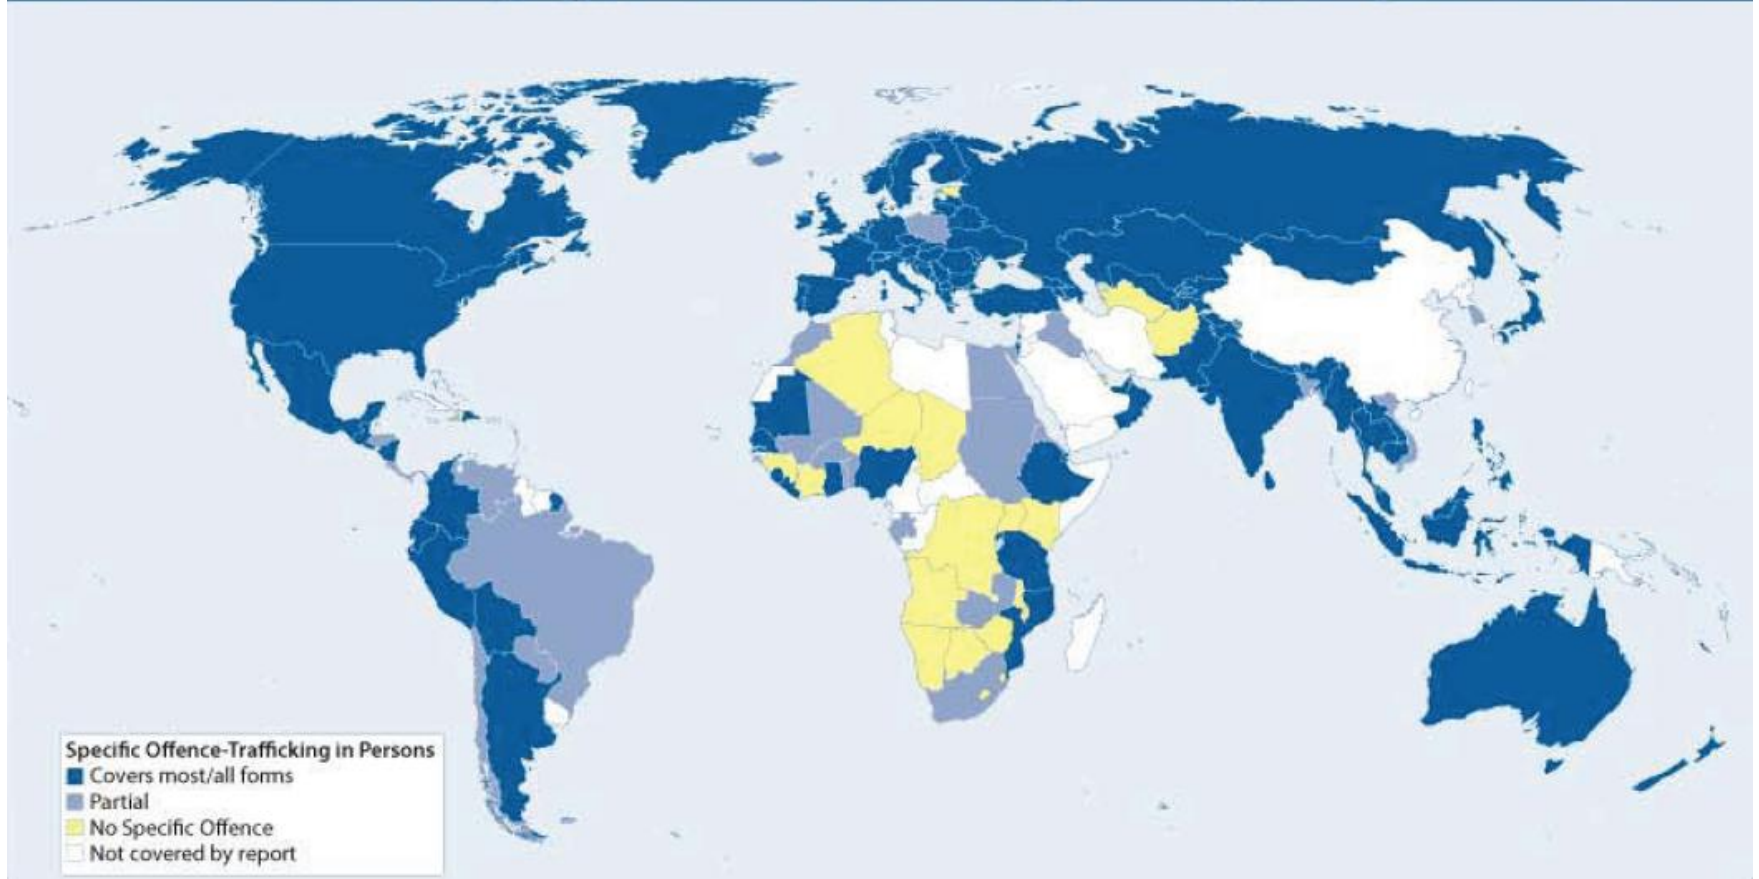 Specific Offence-Trafficking in Persons
Covers most/all forms
Partial
No Specific Offence
Not covered by report